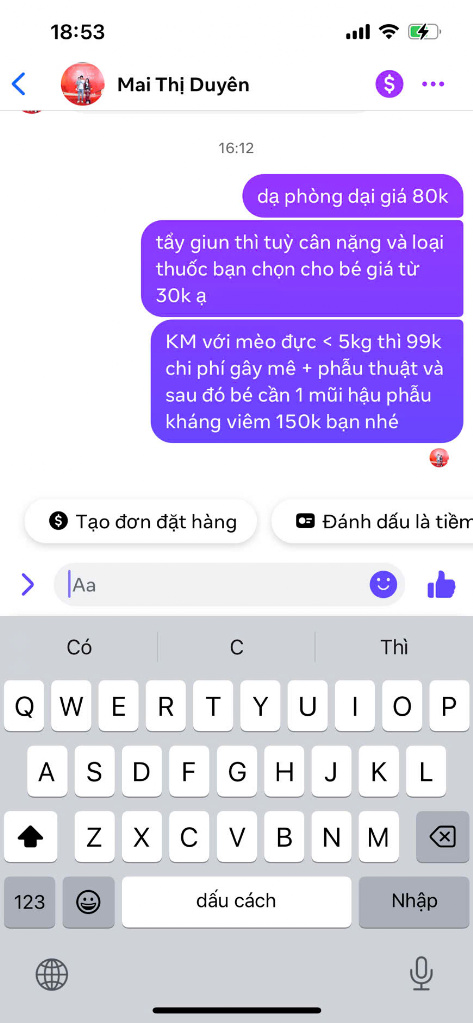 18:53
Mai Thị Duyên
16:12
dạ phòng dại giá 80k
tẩy giun thì tuỳ cân nặng và loại
thuốc bạn chọn cho bé giá từ
30k ạ
KM với mèo đực < 5kg thì 99k
chi phí gây mê + phẫu thuật và
sau đó bé cần 1 mũi hậu phẫu
kháng viêm 150k bạn nhé
Tạo đơn đặt hàng
Đánh dấu là tiềm
Aa
Có C Thì
Q W E R T Y U I O P
A S D F G H J K L
Z X C V B N M
123 dấu cách Nhập